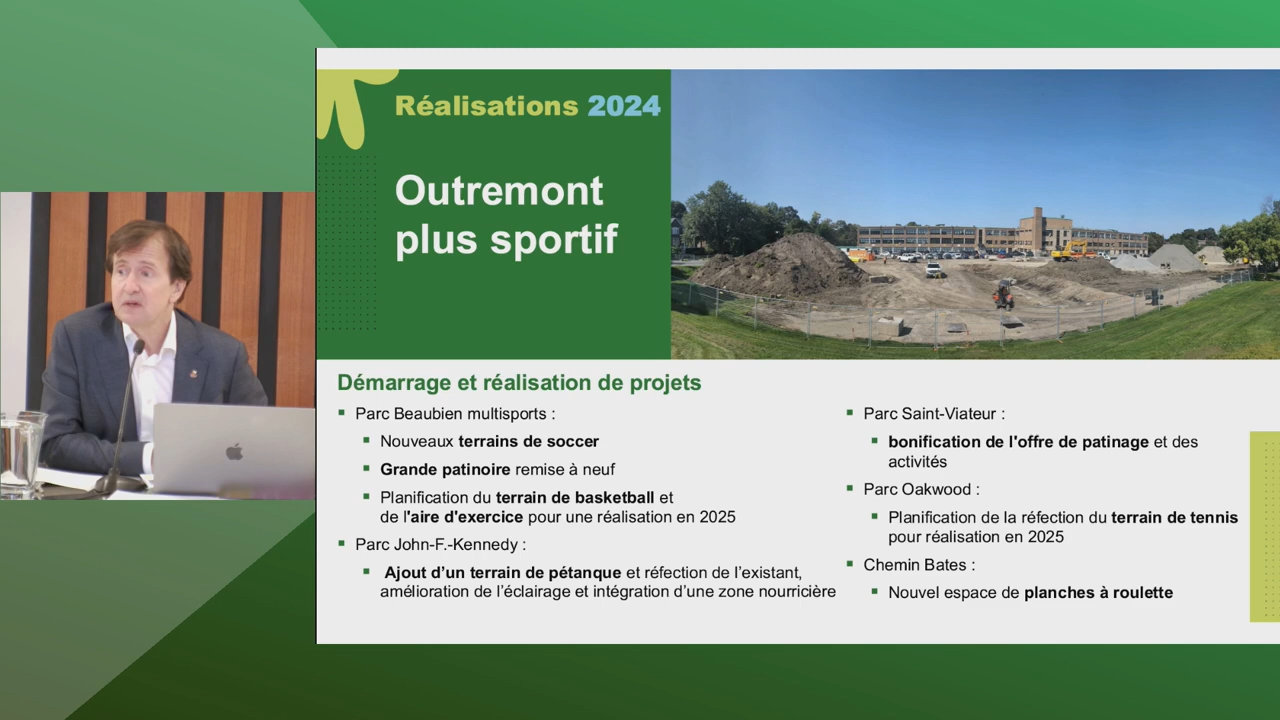 Réalisations 2024
Outremont
plus sportif
Démarrage et réalisation de projets
Parc Beaubien multisports :
Nouveaux terrains de soccer
Grande patinoire remise à neuf
Planification du terrain de basketball et
de l'aire d'exercice pour une réalisation en 2025
Parc John-F.-Kennedy :
Ajout d’un terrain de pétanque et réfection de l’existant,
amélioration de l’éclairage et intégration d’une zone nourricière
Parc Saint-Viateur :
bonification de l'offre de patinage et des
activités
Parc Oakwood :
Planification de la réfection du terrain de tennis
pour réalisation en 2025
Chemin Bates :
Nouvel espace de planches à roulette